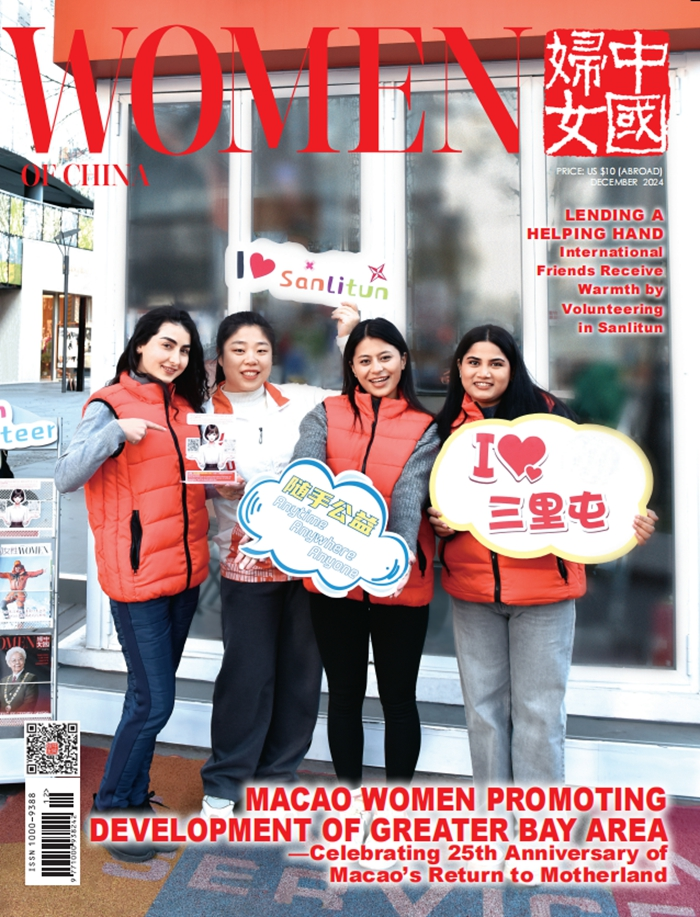 WOMEN
OF CHINA
中國
婦女
PRICE: US $10 (ABROAD)
DECEMBER 2024
LENDING A
HELPING HAND
International
Friends Receive
Warmth by
Volunteering
in Sanlitun
I ♥ Sanlitun
teer
随手公益
Anytime
Anywhere
Anyone
I ♥
三里屯
WOMEN
OMEN
ISSN 1000-9388
12>
MACAO WOMEN PROMOTING
DEVELOPMENT OF GREATER BAY AREA
—Celebrating 25th Anniversary of
Macao's Return to Motherland